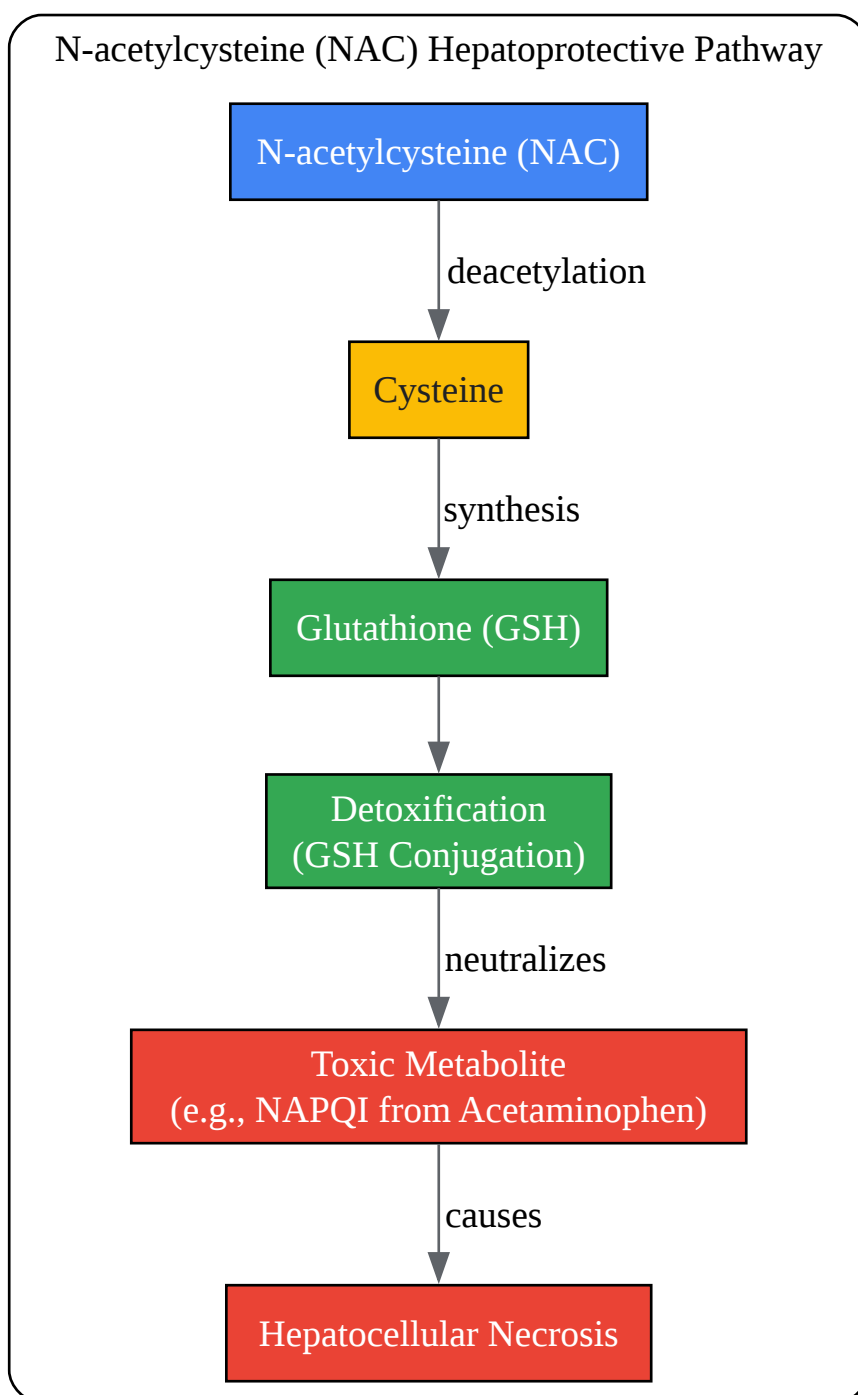 N-acetylcysteine (NAC) Hepatoprotective Pathway
N-acetylcysteine (NAC)
deacetylation
Cysteine
synthesis
Glutathione (GSH)
Detoxification
(GSH Conjugation)
neutralizes
Toxic Metabolite
(e.g., NAPQI from Acetaminophen)
causes
Hepatocellular Necrosis